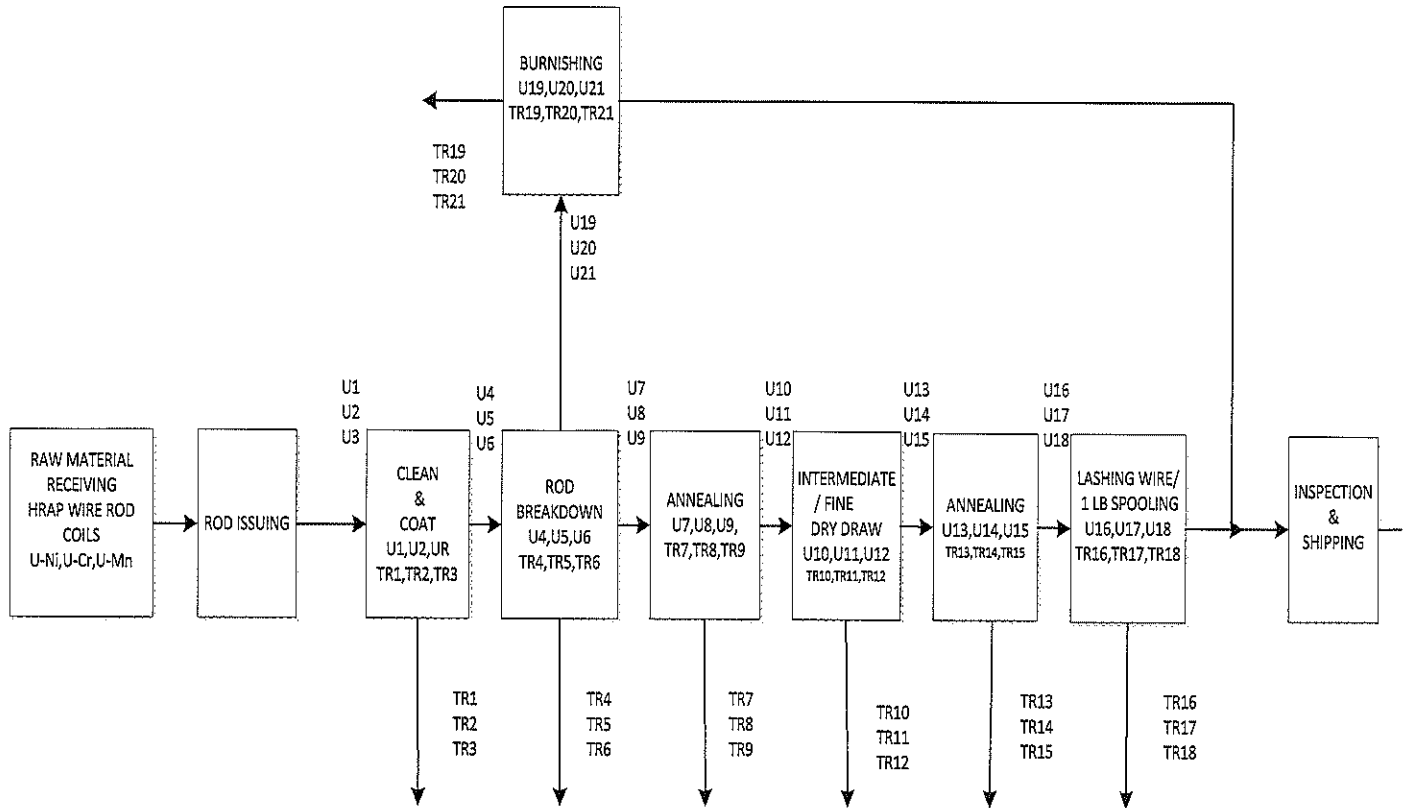 BURNISHING
U19,U20,U21
TR19,TR20,TR21
TR19
TR20
TR21
U19
U20
U21
U1
U2
U3
U4
U5
U6
U7
U8
U9
U10
U11
U12
U13
U14
U15
U16
U17
U18
RAW MATERIAL
RECEIVING
HRAP WIRE ROD
COILS
U-Ni,U-Cr,U-Mn
ROD ISSUING
CLEAN
&
COAT
U1,U2,UR
TR1,TR2,TR3
ROD
BREAKDOWN
U4,U5,U6
TR4,TR5,TR6
ANNEALING
U7,U8,U9,
TR7,TR8,TR9
INTERMEDIATE
/ FINE
DRY DRAW
U10,U11,U12
TR10,TR11,TR12
ANNEALING
U13,U14,U15
TR13,TR14,TR15
LASHING WIRE/
1 LB SPOOLING
U16,U17,U18
TR16,TR17,TR18
INSPECTION
&
SHIPPING
TR1
TR2
TR3
TR4
TR5
TR6
TR7
TR8
TR9
TR10
TR11
TR12
TR13
TR14
TR15
TR16
TR17
TR18